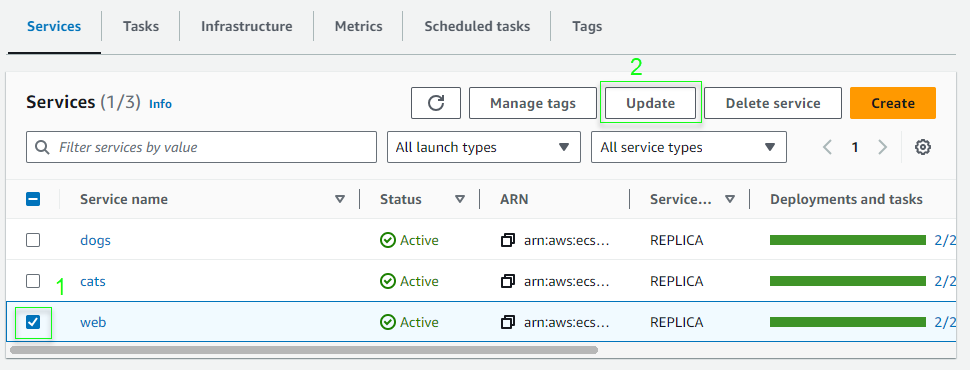 Services Tasks Infrastructure Metrics Scheduled tasks Tags
2
Services (1/3) Info Manage tags Update Delete service Create
Filter services by value All launch types All service types 1
Service name Status ARN Service... Deployments and tasks
dogs Active arn:aws:ecs... REPLICA 2/2
1
cats Active arn:aws:ecs... REPLICA 2/2
web Active arn:aws:ecs... REPLICA 2/2